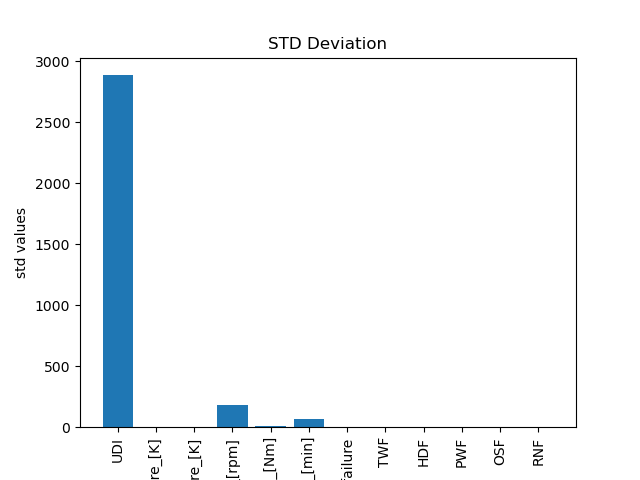 STD Deviation
std values
3000
2500
2000
1500
1000
500
0
UDI
re_[K]
re_[K]
[rpm]
_[Nm]
_[min]
ailure
TWF
HDF
PWF
OSF
RNF